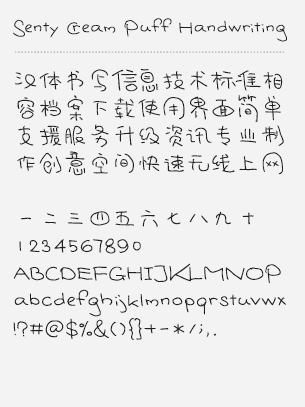 Senty Cream Puff Handwriting
汉体书写信息技术标准相
容档案下载使用界面简单
支援服务升级资讯专业制
作创意空间快速无线上网
一二三四五六七八九十
1234567890
ABCDEFGHIJKLMNOP
abcdefghijklmnopqrstuvwx
!?#@$%&(){}+-*/:;,.